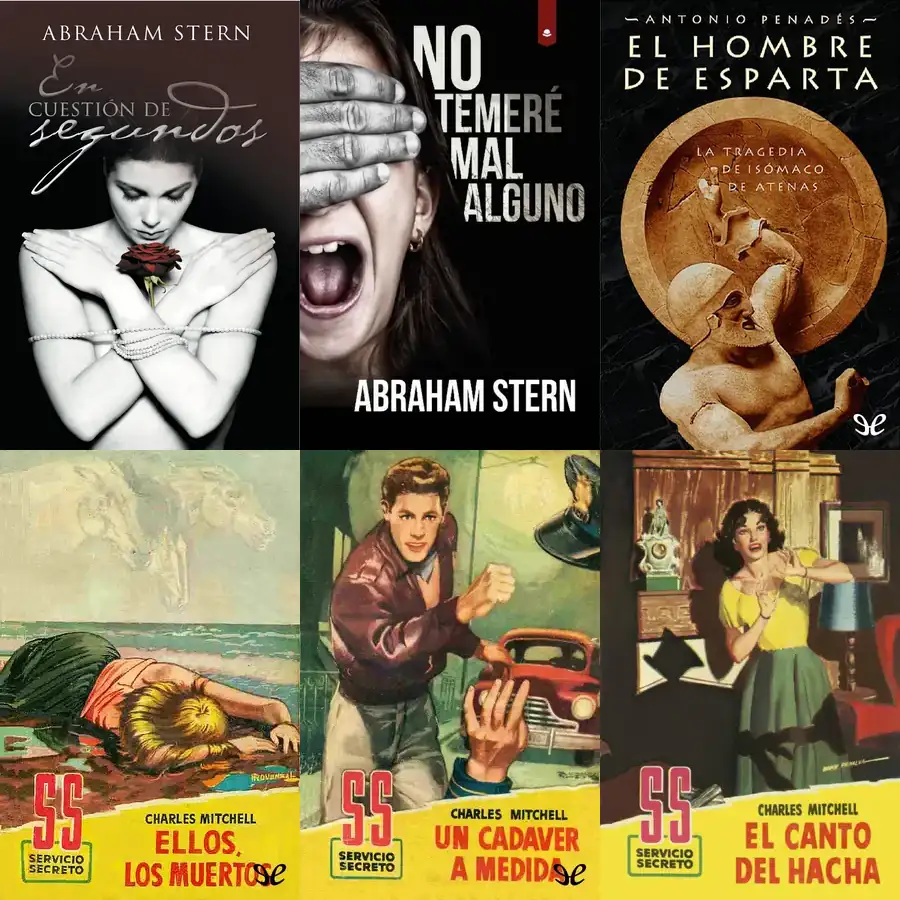 ABRAHAM STERN
En
CUESTIÓN DE
segundos
NO
TEMERÉ
MAL
ALGUNO
ABRAHAM STERN
ANTONIO PENADÉS
EL HOMBRE
DE ESPARTA
LA TRAGEDIA
DE ISÓMACO
DE ATENAS
SS
SERVICIO
SECRETO
CHARLES MITCHELL
ELLOS,
LOS MUERTOS
SS
SERVICIO
SECRETO
CHARLES MITCHELL
UN CADAVER
A MEDIDA
SS
SERVICIO
SECRETO
CHARLES MITCHELL
EL CANTO
DEL HACHA